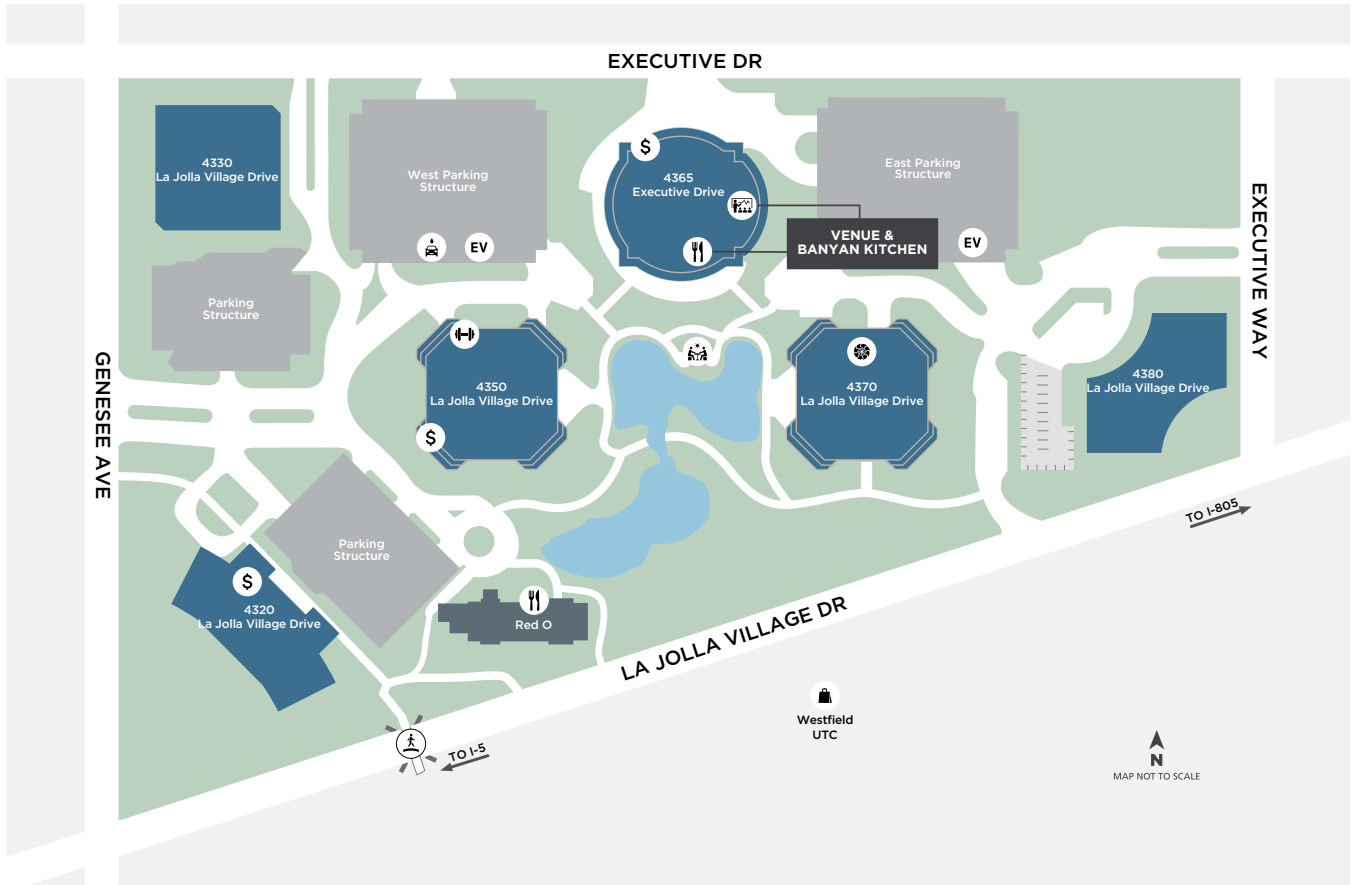 EXECUTIVE DR
4330
La Jolla Village Drive
West Parking
Structure
EV
$
4365
Executive Drive
East Parking
Structure
EV
VENUE &
BANYAN KITCHEN
EXECUTIVE WAY
Parking
Structure
GENESEE AVE
4350
La Jolla Village Drive
$
4370
La Jolla Village Drive
4380
La Jolla Village Drive
TO I-805
Parking
Structure
$
4320
La Jolla Village Drive
Red O
LA JOLLA VILLAGE DR
Westfield
UTC
TO I-5
N
MAP NOT TO SCALE